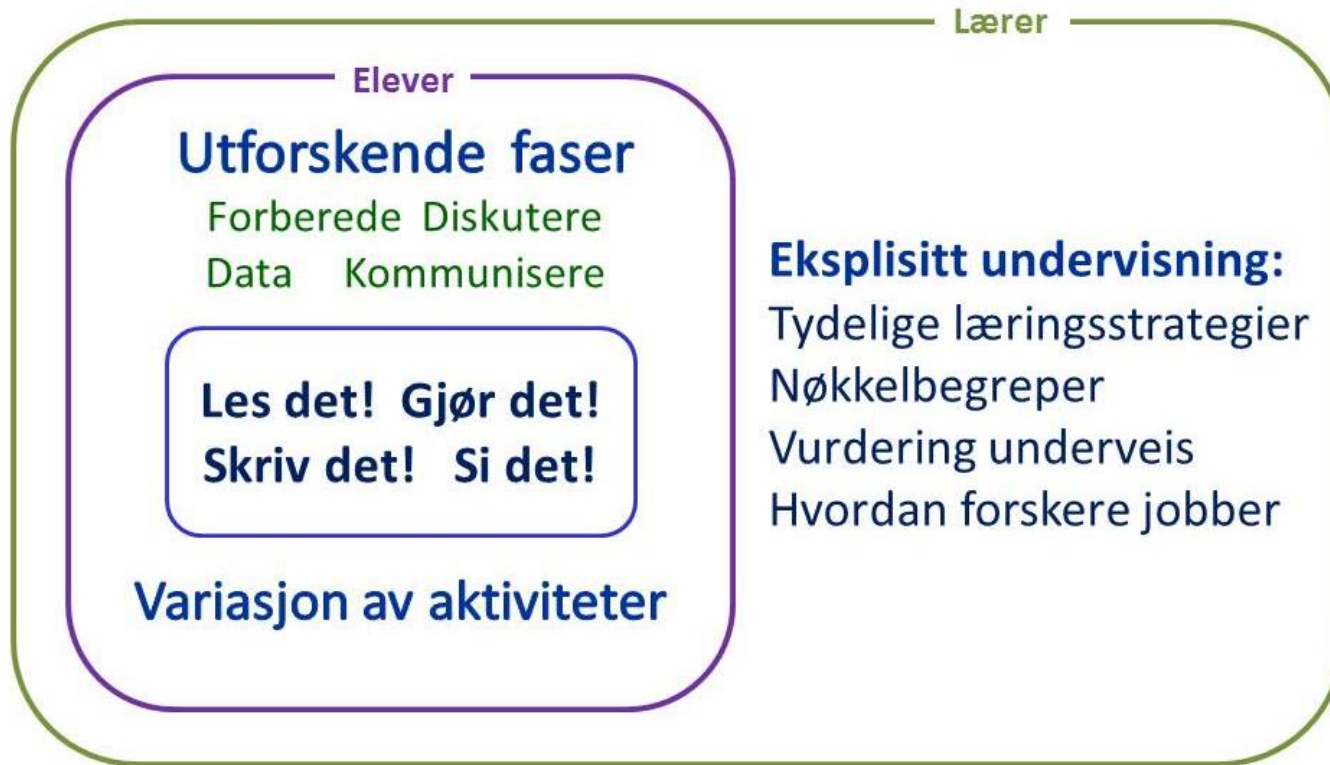 Lærer
Elever
Utforskende faser
Forberede Diskutere
Data Kommunisere
Les det! Gjør det!
Skriv det! Si det!
Variasjon av aktiviteter
Eksplisitt undervisning:
Tydelige læringsstrategier
Nøkkelbegreper
Vurdering underveis
Hvordan forskere jobber